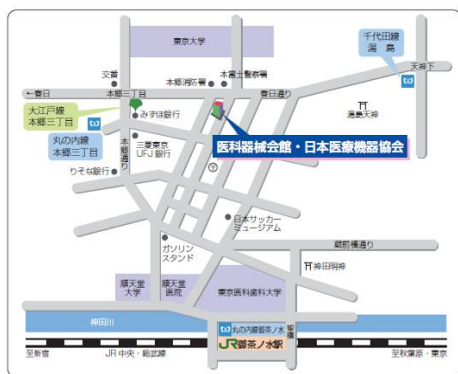 東京大学
千代田線
湯島
天神下
交番
本郷消防署
本富士警察署
←春日
本郷三丁目
春日通り
大江戸線
本郷三丁目
みずほ銀行
湯島天神
丸の内線
本郷三丁目
医科器械会館・日本医療機器協会
本郷通り
三菱東京
UFJ銀行
りそな銀行
日本サッカー
ミュージアム
ガソリン
スタンド
蔵前橋通り
神田明神
順天堂
大学
順天堂
医院
東京医科歯科大学
神田川
丸の内線御茶ノ水
JR御茶ノ水駅
至新宿
JR中央・総武線
至秋葉原・東京